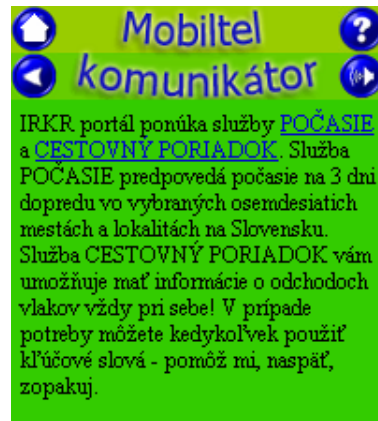 Mobiltel
?
komunikátor
IRKR portál ponúka služby POČASIE
a CESTOVNÝ PORIADOK. Služba
POČASIE predpovedá počasie na 3 dni
dopredu vo vybraných osemdesiatich
mestách a lokalitách na Slovensku.
Služba CESTOVNÝ PORIADOK vám
umožňuje mať informácie o odchodoch
vlakov vždy pri sebe! V prípade
potreby môžete kedykoľvek použiť
kľúčové slová - pomôž mi, naspäť,
zopakuj.